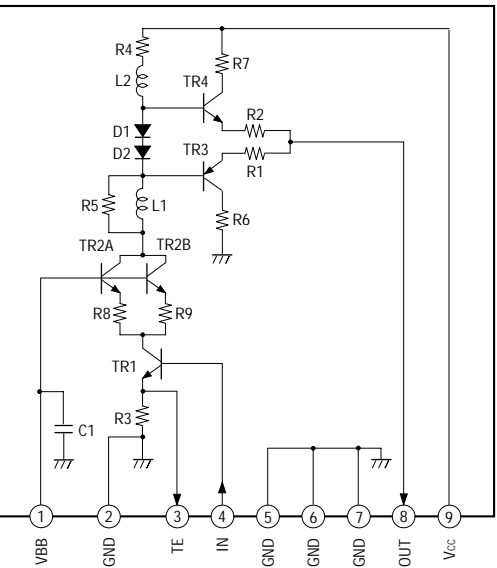 R4
R7
L2
TR4
R2
D1
D2
TR3
R1
R5
L1
R6
TR2A
TR2B
R8
R9
TR1
R3
C1
1
2
3
4
5
6
7
8
9
VBB
GND
TE
IN
GND
GND
GND
OUT
Vcc